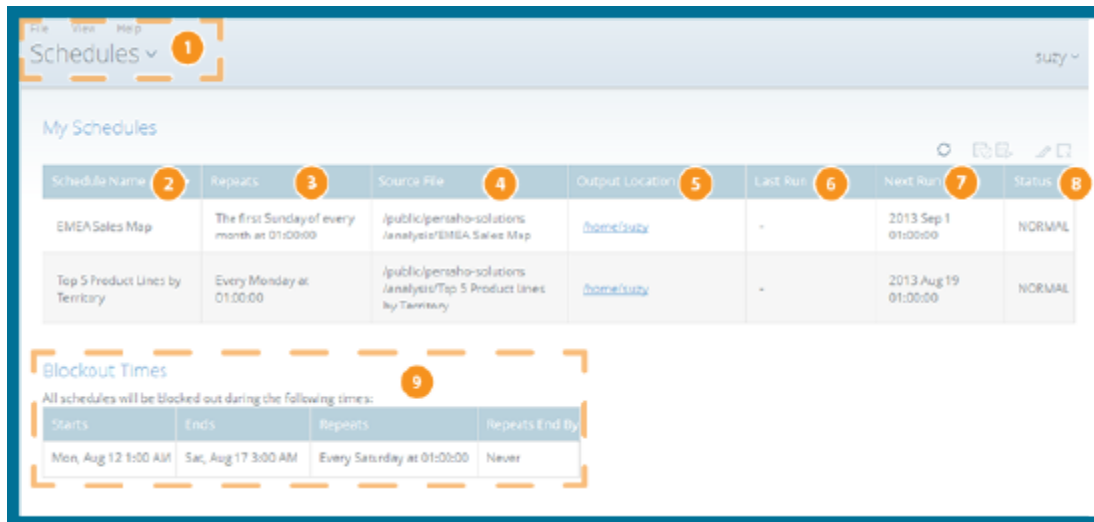 File View Help
Schedules
1
suzy
My Schedules
Schedule Name 2 Repeats 3 Source File 4 Output Location 5 Last Run 6 Next Run 7 Status 8
EMEA Sales Map
The first Sunday of every
month at 01:00:00
/public/pentaho-solutions
/analysis/EMEA Sales Map
/home/suzy
-
2013 Sep 1
01:00:00
NORMAL
Top 5 Product Lines by
Territory
Every Monday at
01:00:00
/public/pentaho-solutions
/analysis/Top 5 Product lines
by Territory
/home/suzy
-
2013 Aug 19
01:00:00
NORMAL
Blockout Times
9
All schedules will be blocked out during the following times:
Starts Ends Repeats Repeats End By
Mon, Aug 12 1:00 AM Sat, Aug 17 3:00 AM Every Saturday at 01:00:00 Never